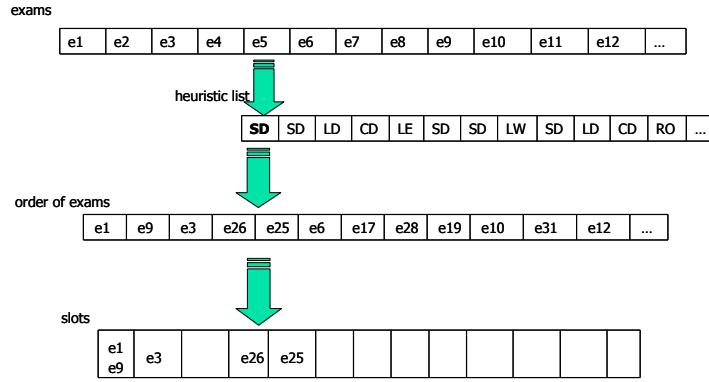 exams
e1 e2 e3 e4 e5 e6 e7 e8 e9 e10 e11 e12 ...
heuristic list
SD SD LD CD LE SD SD LW SD LD CD RO ...
order of exams
e1 e9 e3 e26 e25 e6 e17 e28 e19 e10 e31 e12 ...
slots
e1 e3 e26 e25
e9